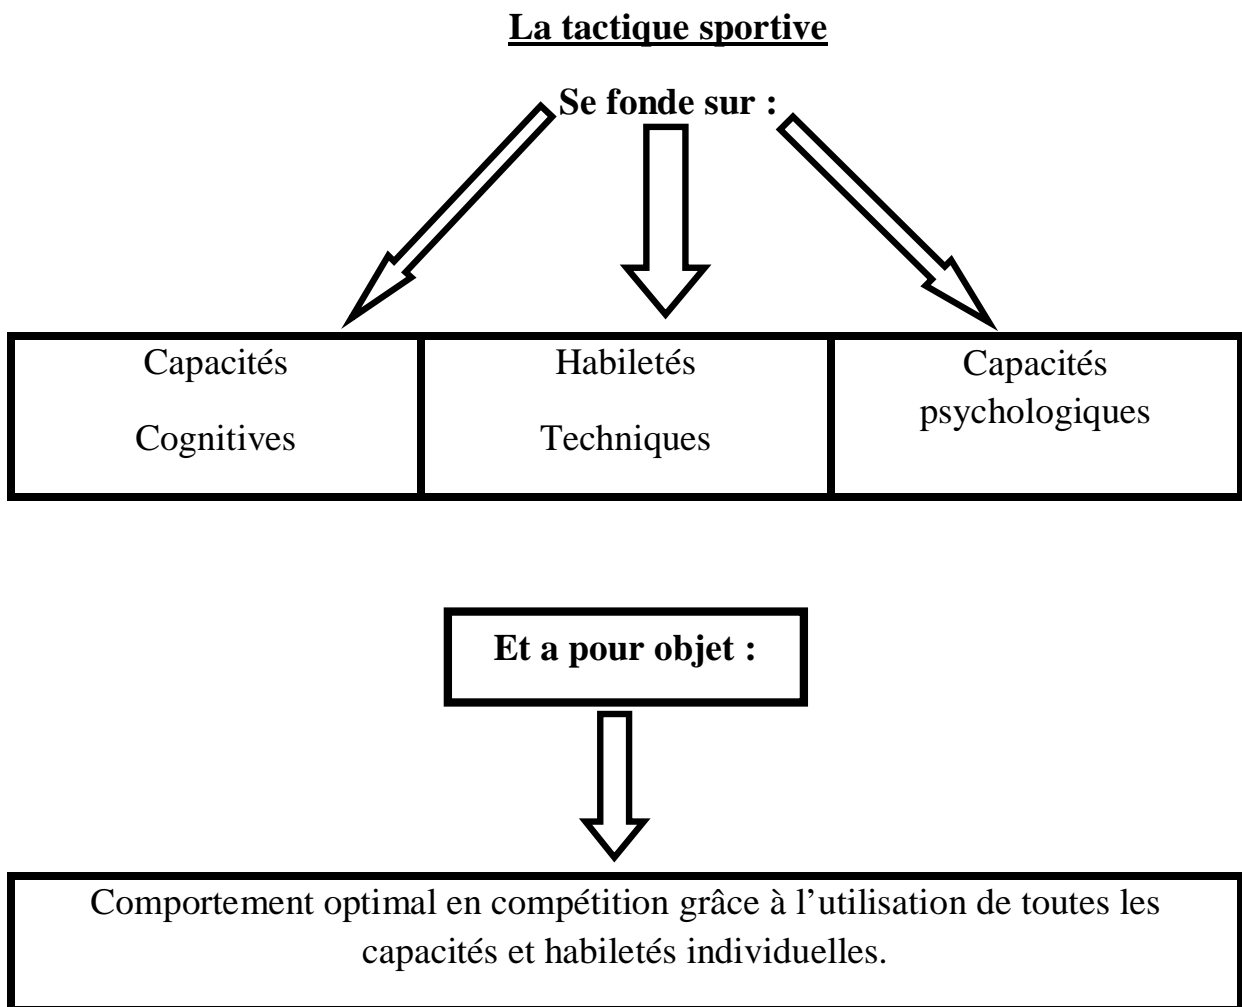 La tactique sportive
Se fonde sur :
Capacités
Cognitives
Habiletés
Techniques
Capacités
psychologiques
Et a pour objet :
Comportement optimal en compétition grâce à l’utilisation de toutes les
capacités et habiletés individuelles.